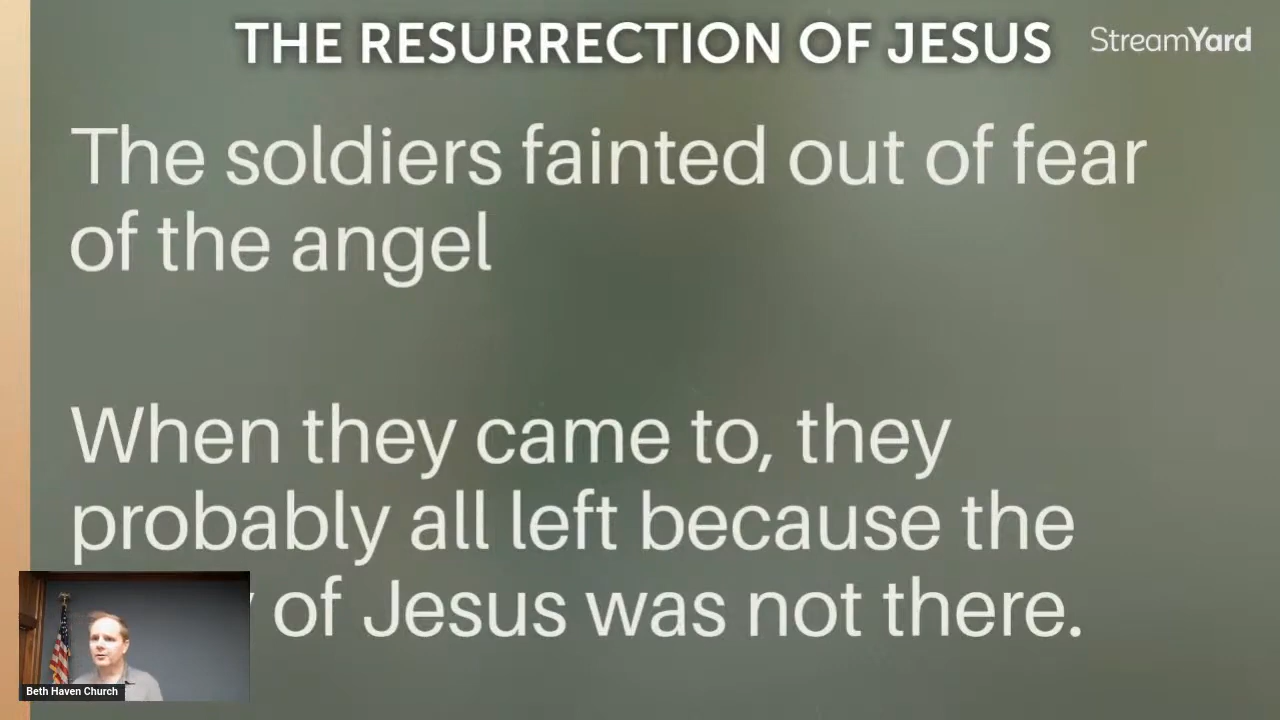 THE RESURRECTION OF JESUS
StreamYard
The soldiers fainted out of fear
of the angel
When they came to, they
probably all left because the
of Jesus was not there.
Beth Haven Church